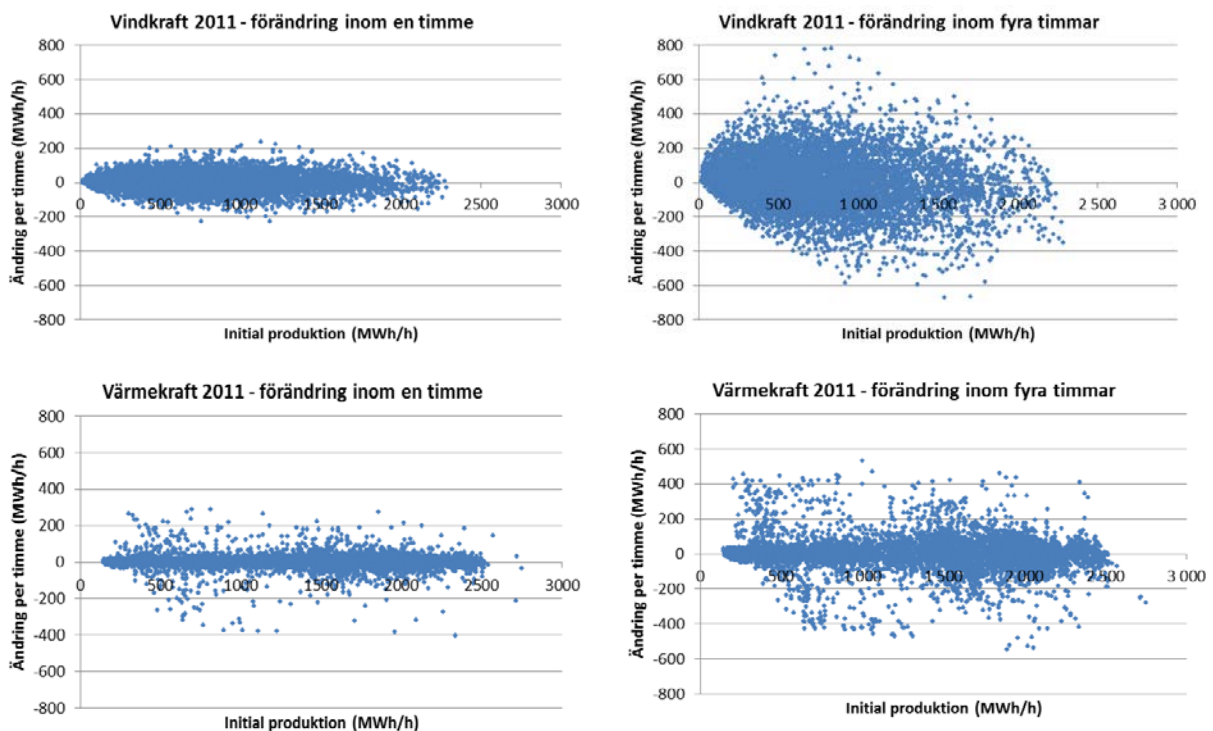 Vindkraft 2011 - förändring inom en timme
Ändring per timme (MWh/h)
800
600
400
200
0
-200
-400
-600
-800
0 500 1000 1500 2000 2500 3000
Initial produktion (MWh/h)
Vindkraft 2011 - förändring inom fyra timmar
Ändring per timme (MWh/h)
800
600
400
200
0
-200
-400
-600
-800
0 500 1 000 1 500 2 000 2 500 3 000
Initial produktion (MWh/h)
Värmekraft 2011 - förändring inom en timme
Ändring per timme (MWh/h)
800
600
400
200
0
-200
-400
-600
-800
0 500 1000 1500 2000 2500 3000
Initial produktion (MWh/h)
Värmekraft 2011 - förändring inom fyra timmar
Ändring per timme (MWh/h)
800
600
400
200
0
-200
-400
-600
-800
0 500 1 000 1 500 2 000 2 500 3 000
Initial produktion (MWh/h)